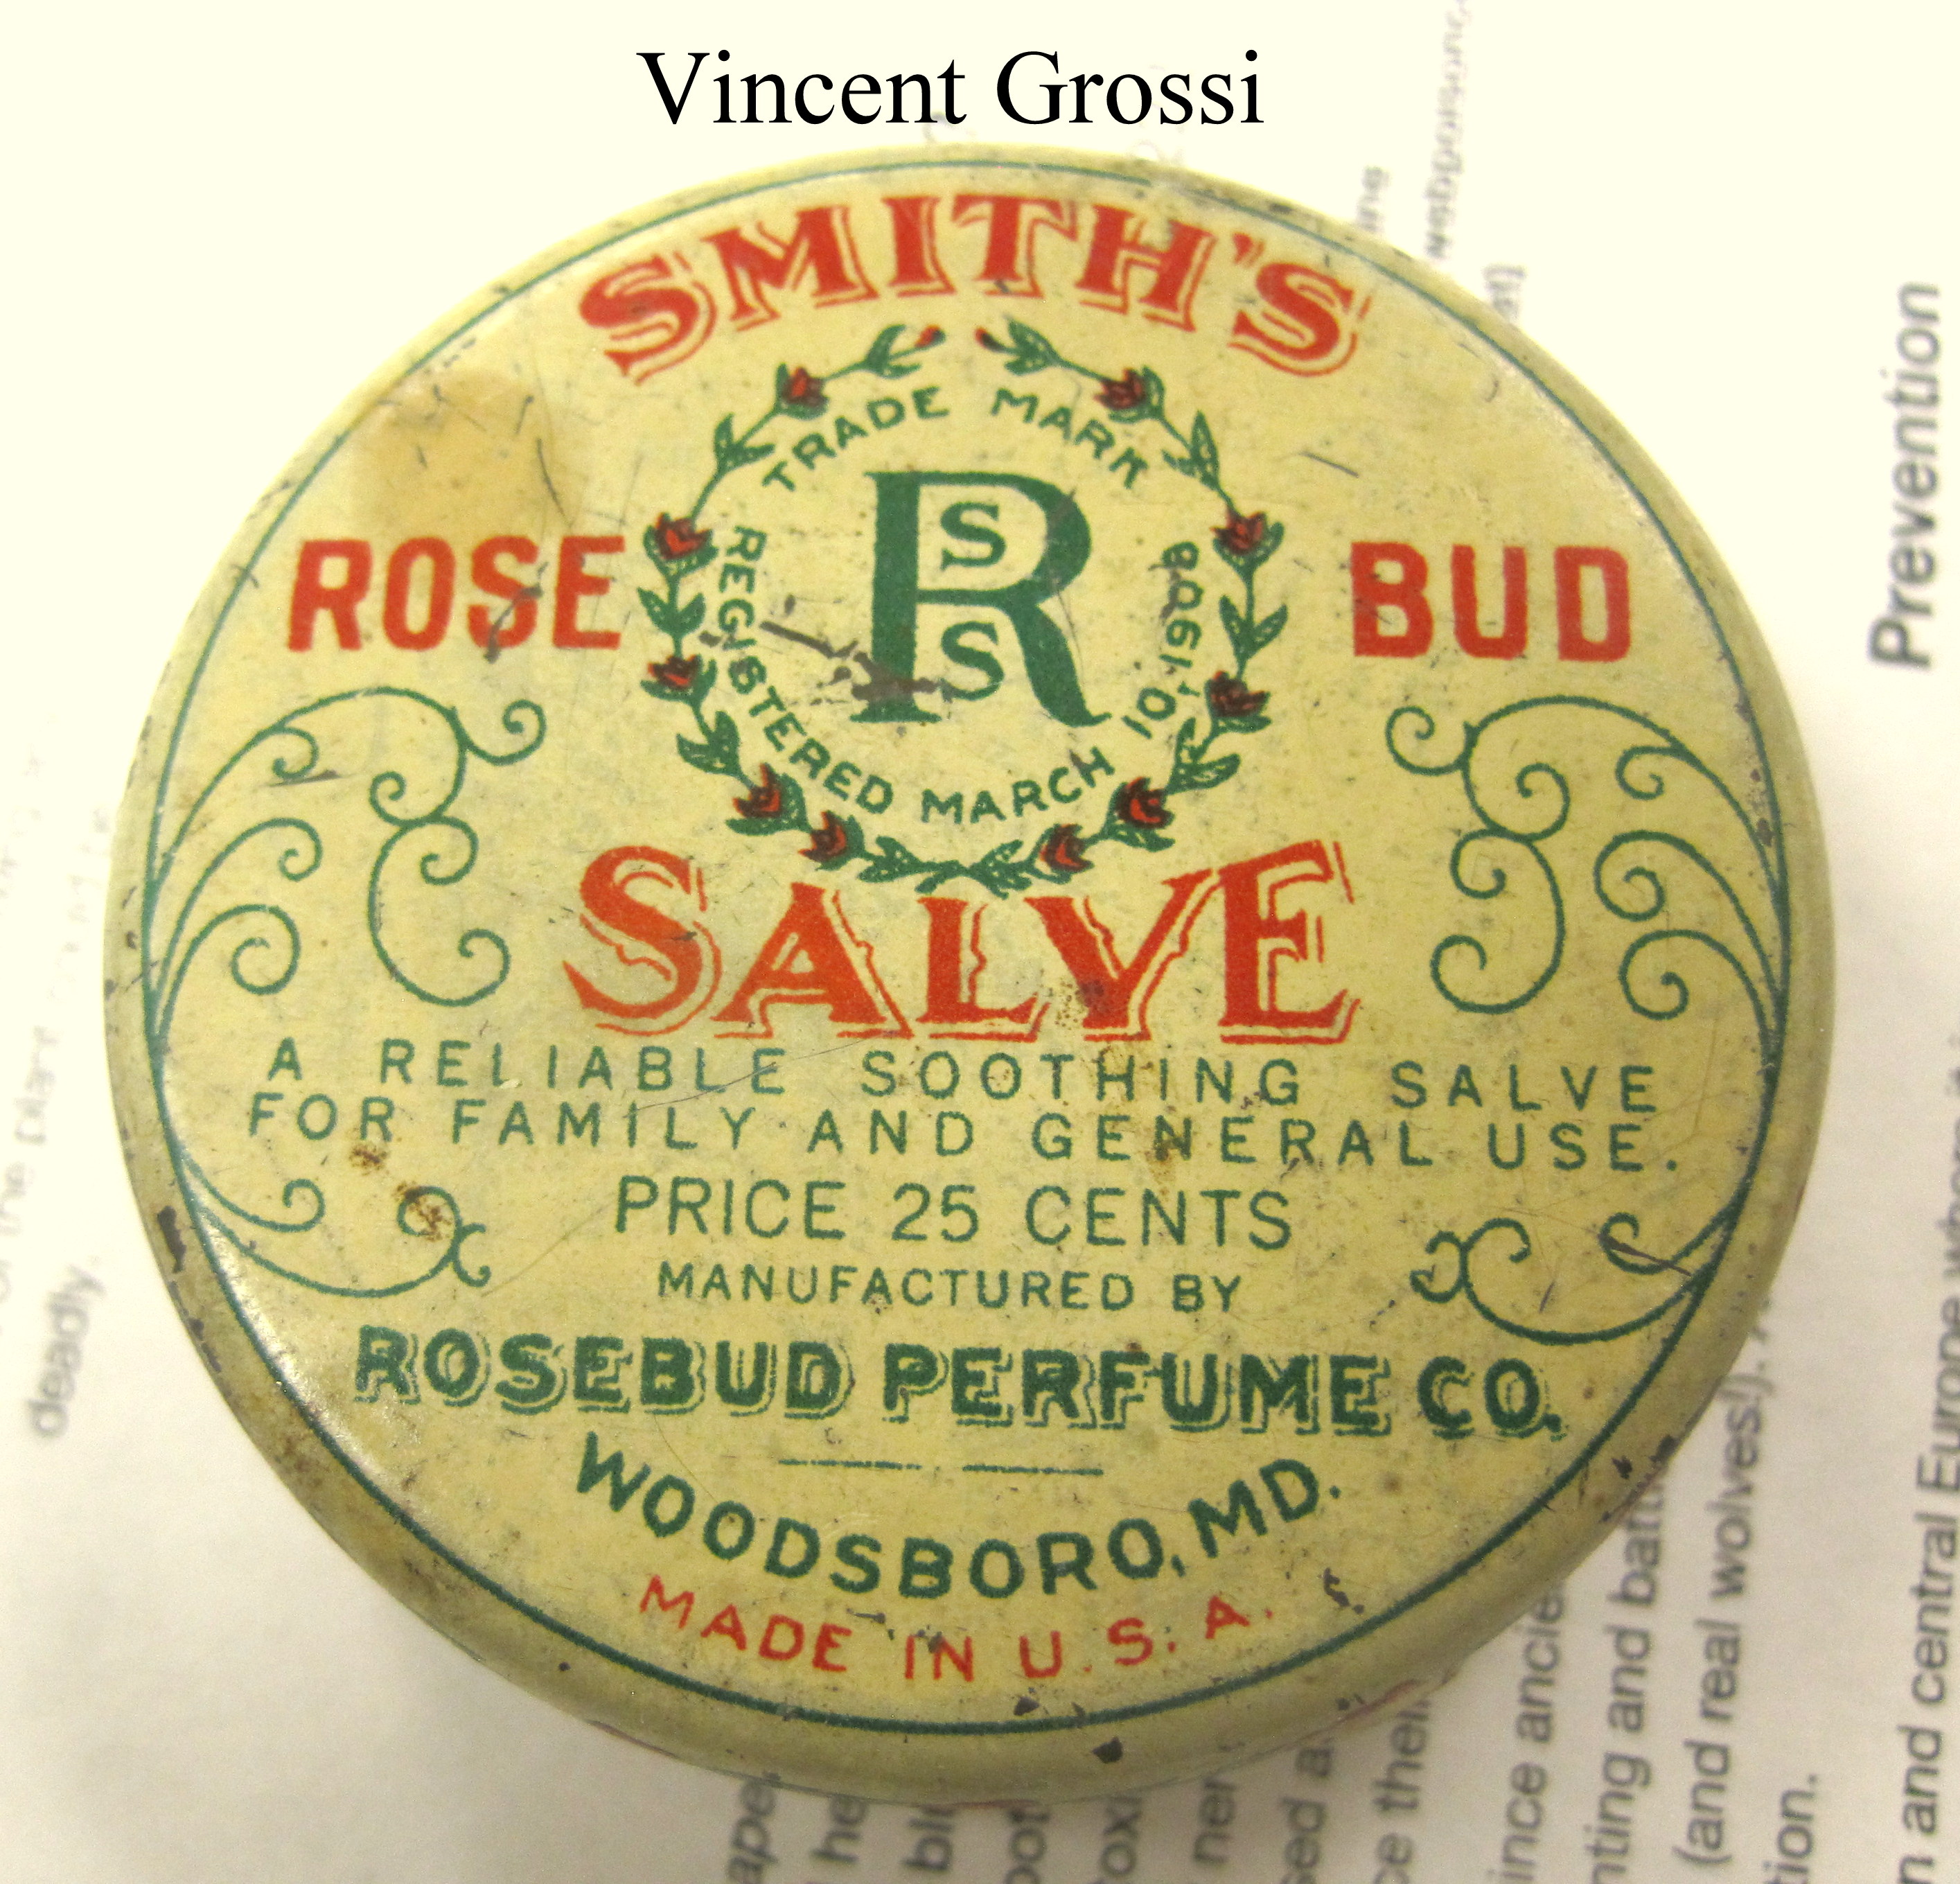 Vincent Grossi
SMITH'S
TRADE MARK
REGISTERED MARCH 10, 1908
R S S
ROSE BUD
SALVE
A RELIABLE SOOTHING SALVE
FOR FAMILY AND GENERAL USE.
PRICE 25 CENTS
MANUFACTURED BY
ROSEBUD PERFUME CO.
WOODSBORO, MD.
MADE IN U.S.A.
Prevention
deadly.
n and central Europe
(and real wolves!).
tion.
nting and
ince